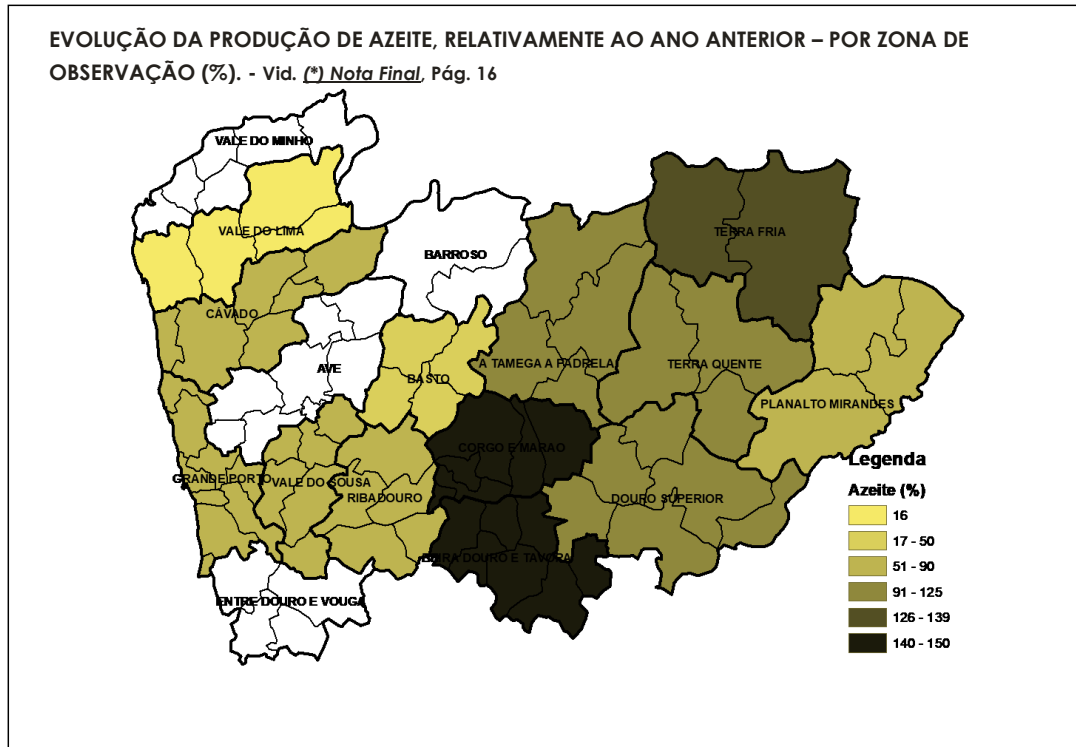 EVOLUÇÃO DA PRODUÇÃO DE AZEITE, RELATIVAMENTE AO ANO ANTERIOR – POR ZONA DE
OBSERVAÇÃO (%). - Vid. (*) Nota Final, Pág. 16
VALE DO MINHO
VALE DO LIMA
TERRA FRIA
BARROSO
CÁVADO
AVE
BASTO
A TAMEGA A PADRELA
TERRA QUENTE
PLANALTO MIRANDES
CORGO E MARAO
GRANDE PORTO
VALE DO SOUSA
RIBADOURO
DOURO SUPERIOR
BEIRA DOURO E TAVORA
ENTRE DOURO E VOUGA
Legenda
Azeite (%)
16
17 - 50
51 - 90
91 - 125
126 - 139
140 - 150